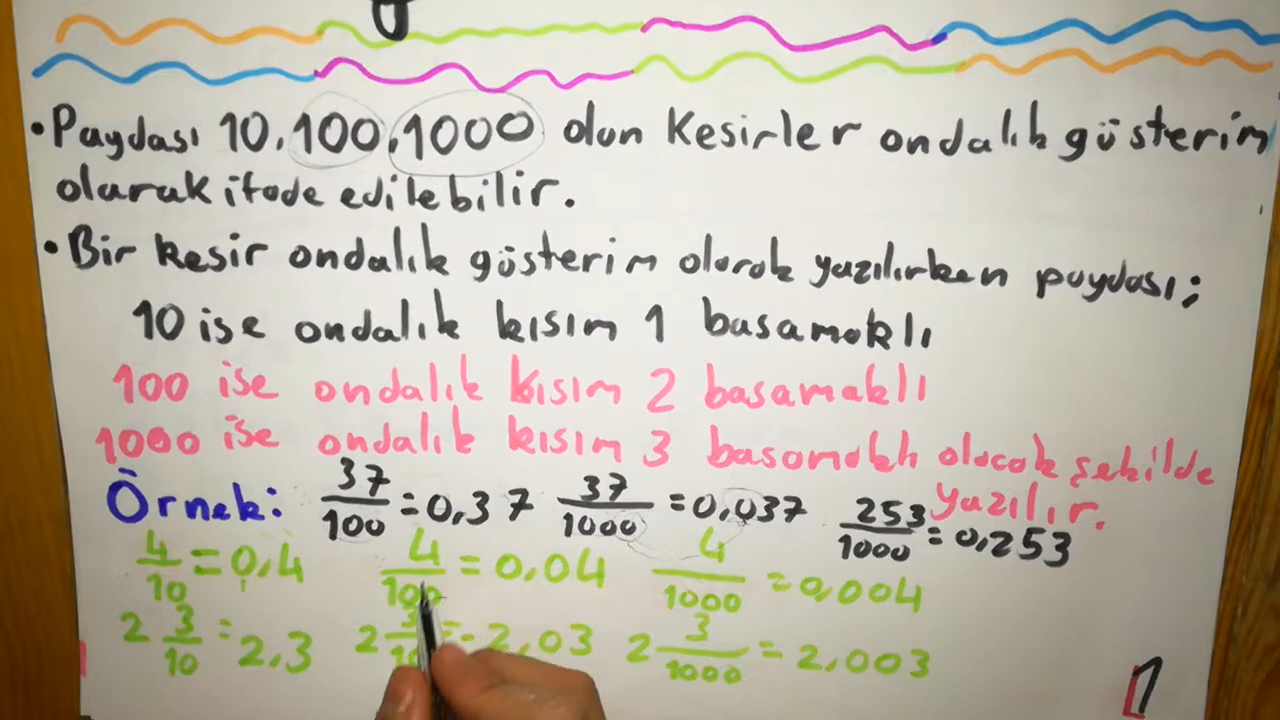 • Paydası 10, 100, 1000 olan kesirler ondalık gösterim
olarak ifade edilebilir.
• Bir kesir ondalık gösterim olarak yazılırken paydası;
10 ise ondalık kısım 1 basamaklı
100 ise ondalık kısım 2 basamaklı
1000 ise ondalık kısım 3 basamaklı olacak şekilde
yazılır.
Örnek: 37/100 = 0,37 37/1000 = 0,037 253/1000 = 0,253
4/10 = 0,4 4/100 = 0,04 4/1000 = 0,004
2 3/10 = 2,3 2 = 2,03 2 3/1000 = 2,003
1